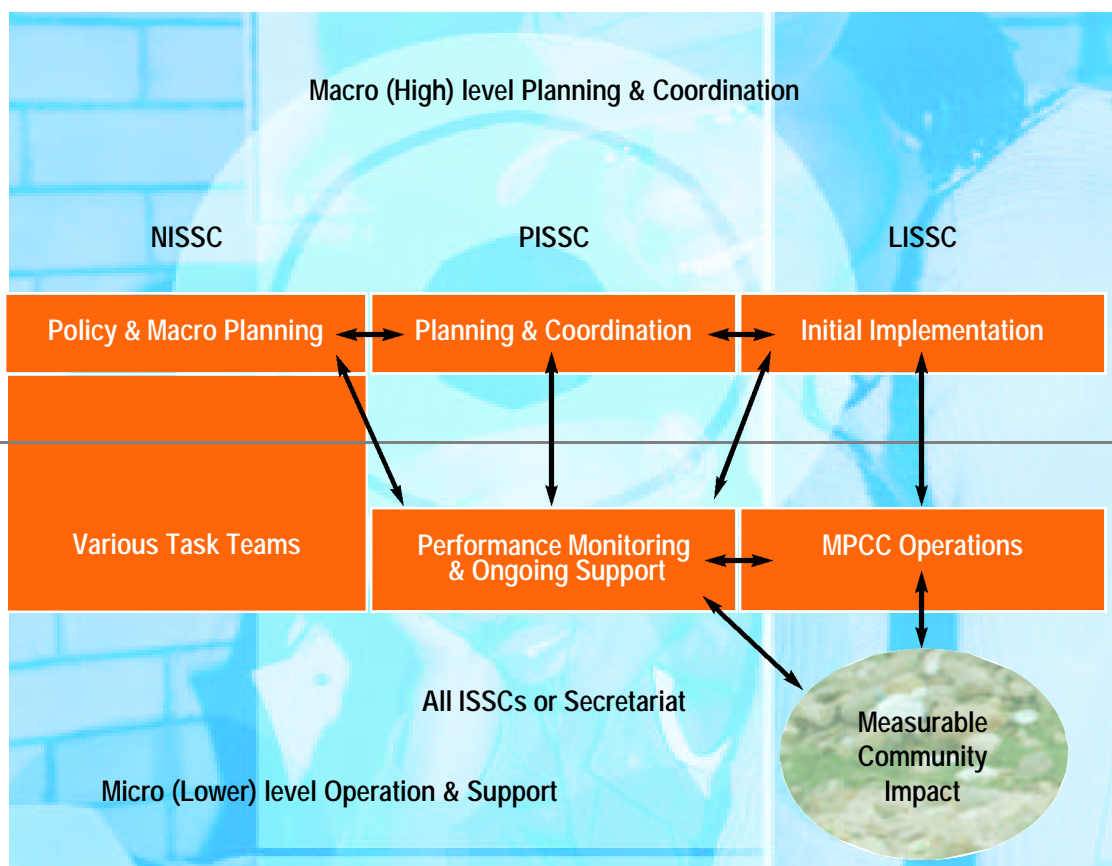 Macro (High) level Planning & Coordination
NISSC
PISSC
LISSC
Policy & Macro Planning
Planning & Coordination
Initial Implementation
Various Task Teams
Performance Monitoring
& Ongoing Support
MPCC Operations
All ISSCs or Secretariat
Measurable
Community
Impact
Micro (Lower) level Operation & Support